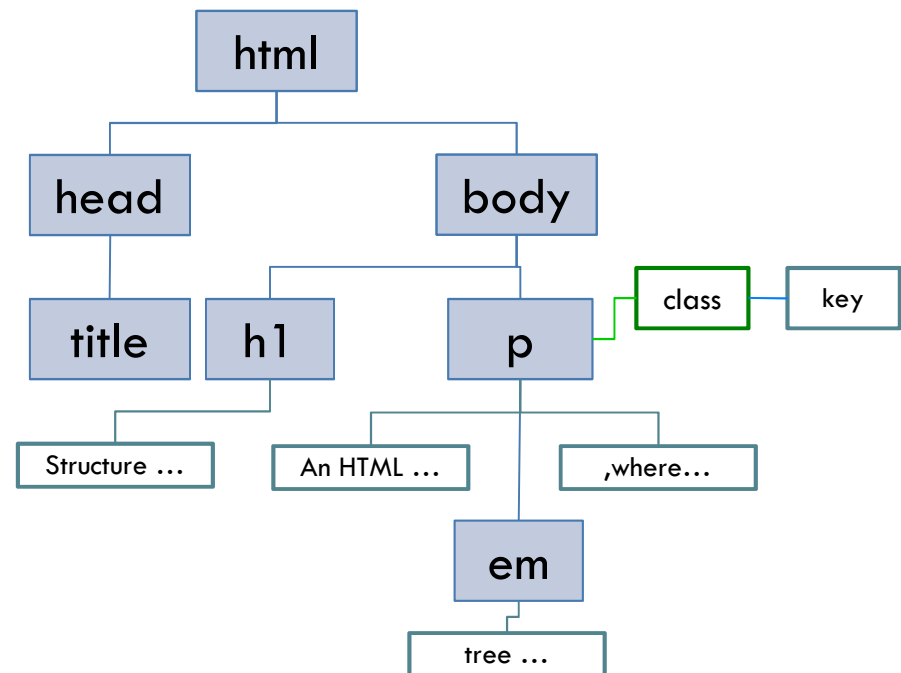 html
head
body
class
key
title
h1
p
Structure …
An HTML …
,where…
em
tree …